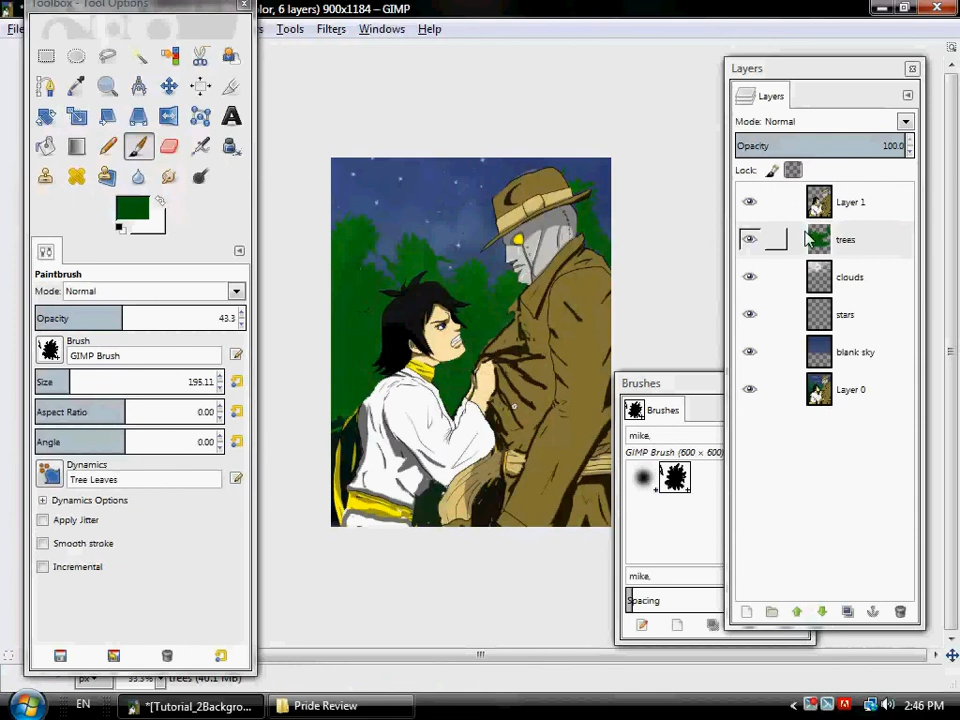 Toolbox - Tool Options
olor, 6 layers) 900x1184 – GIMP
File
Tools
Filters
Windows
Help
Paintbrush
Mode: Normal
Opacity 43.3
Brush
GIMP Brush
Size 195.11
Aspect Ratio 0.00
Angle 0.00
Dynamics
Tree Leaves
Dynamics Options
Apply Jitter
Smooth stroke
Incremental
Layers
Layers
Mode: Normal
Opacity 100.0
Lock:
Layer 1
trees
clouds
stars
blank sky
Layer 0
Brushes
Brushes
mike,
GIMP Brush (600 × 600)
mike,
Spacing
px
33.3%
trees (40.1 MB)
EN
*[Tutorial_2Backgro...
Pride Review
2:46 PM